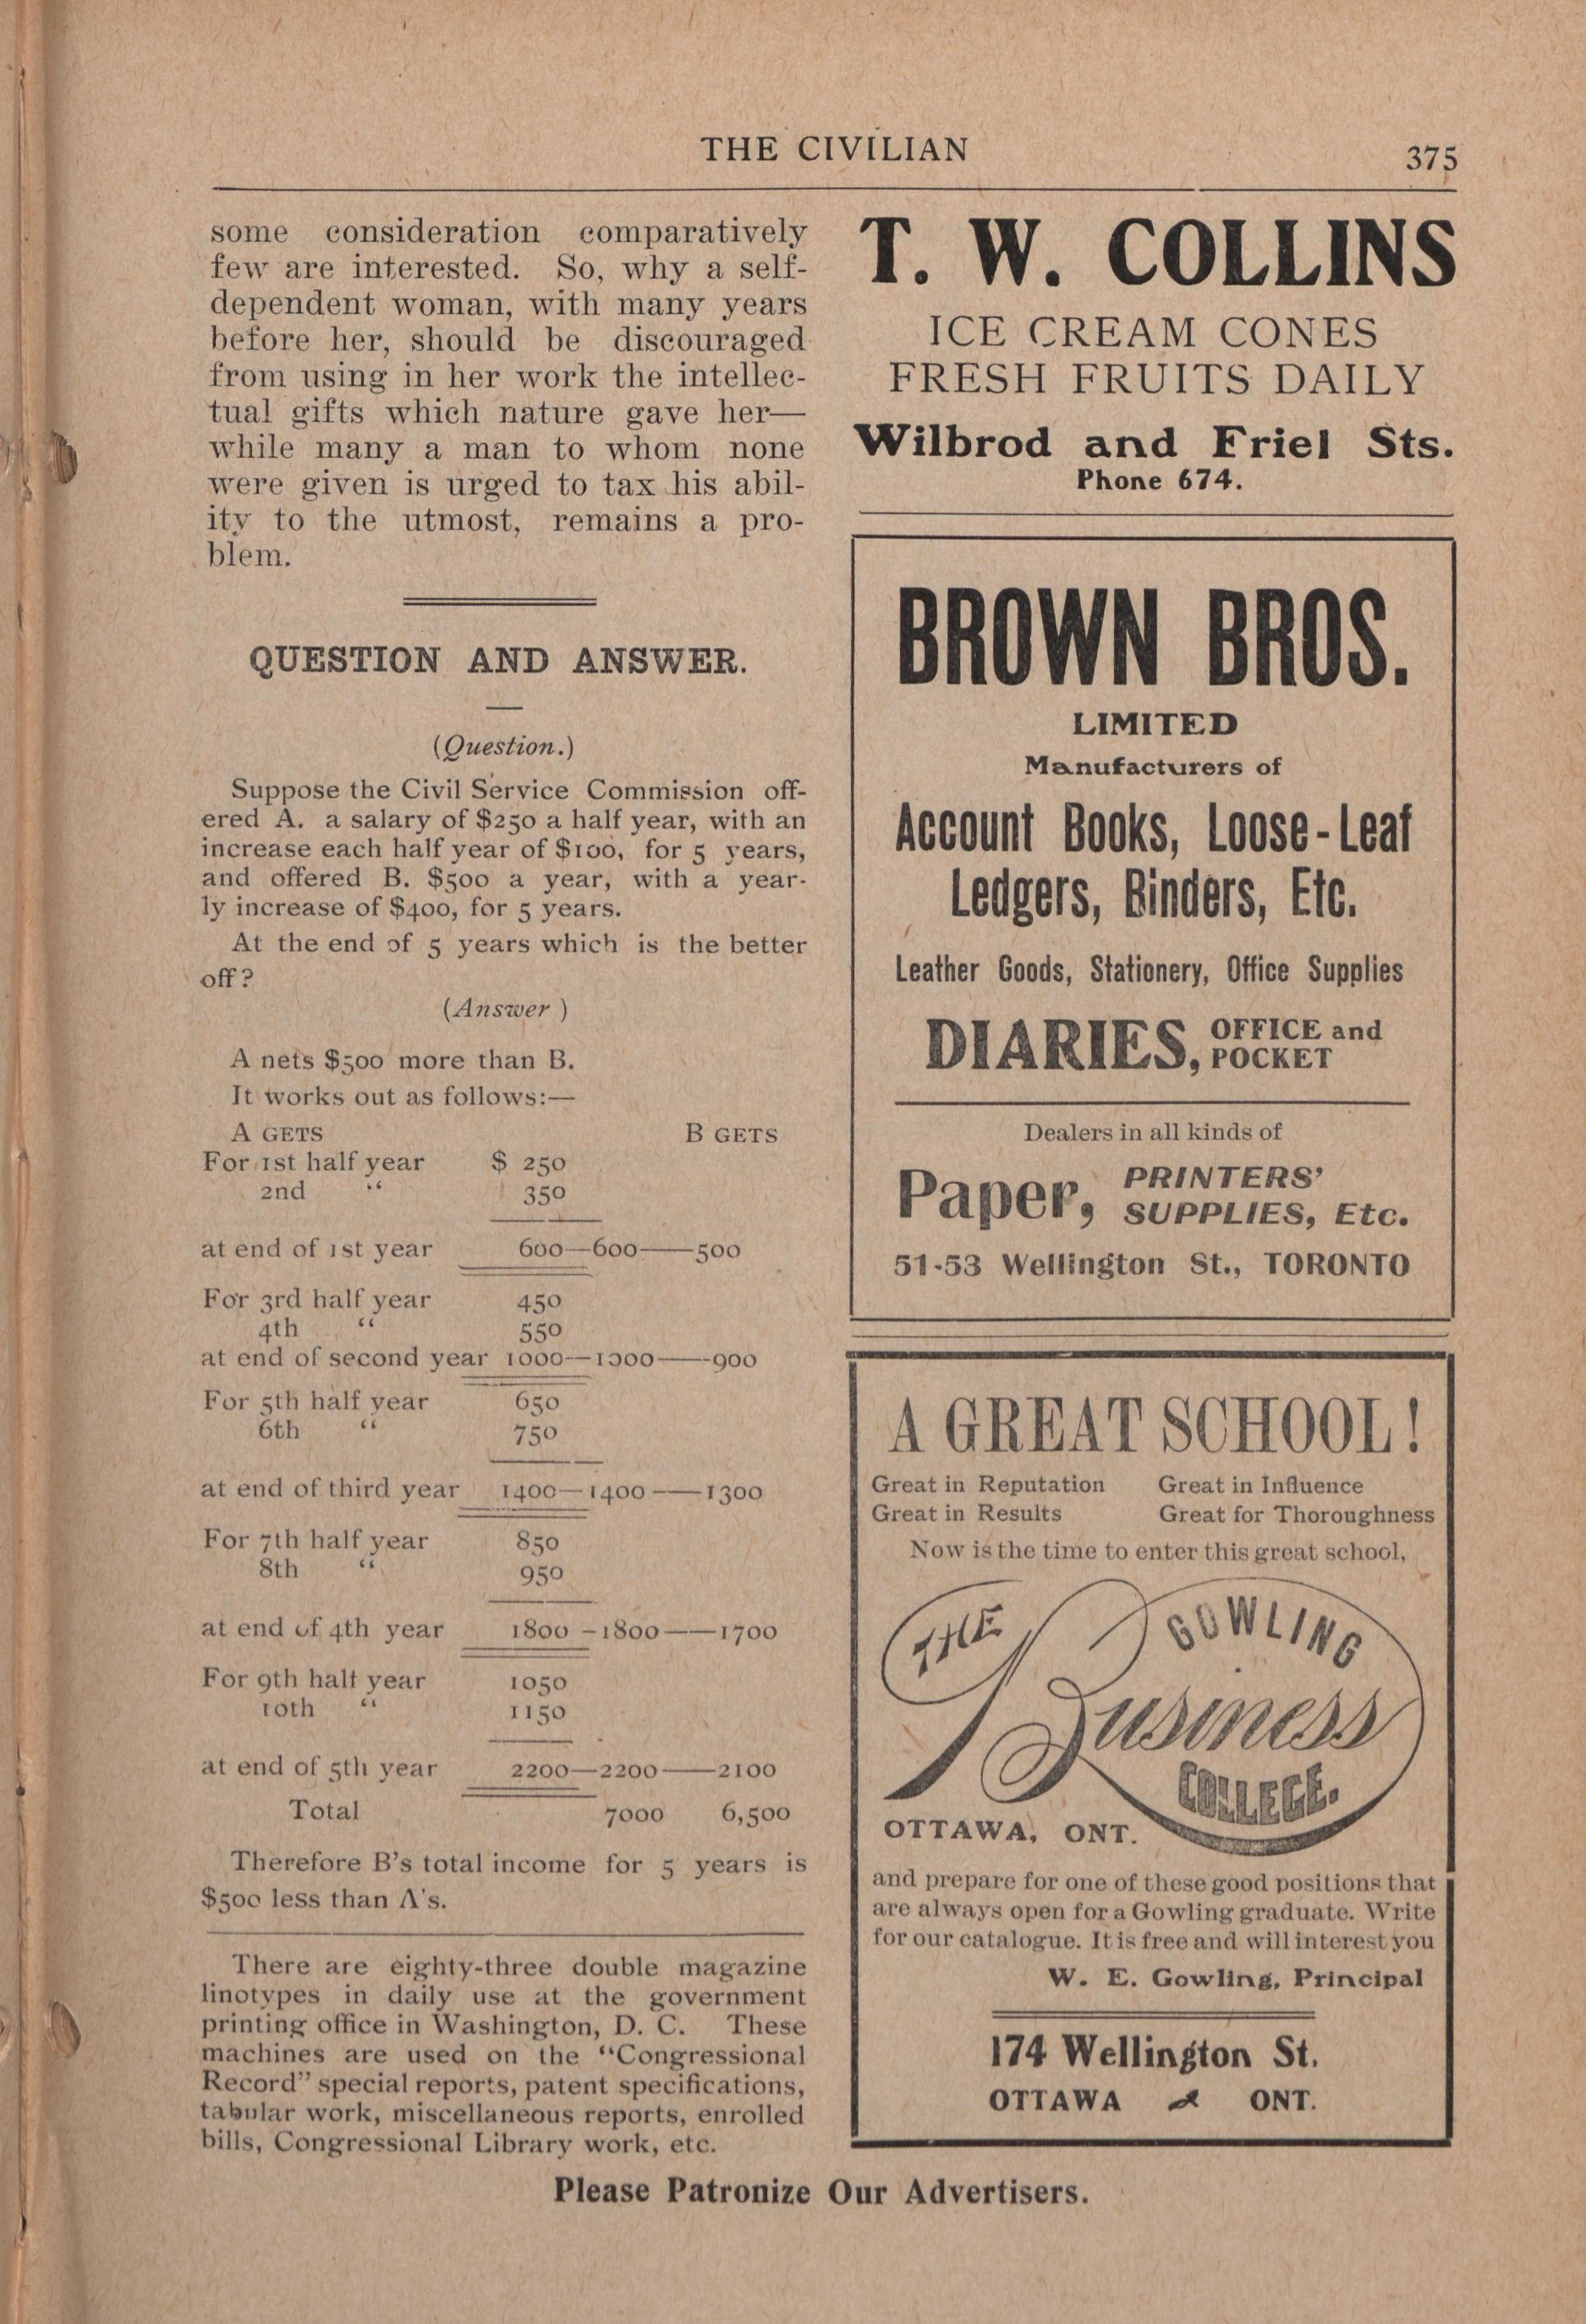 THE CIVILIAN
375
some consideration comparatively
few are interested. So, why a self-
dependent woman, with many years
before her, should be discouraged
from using in her work the intellec-
tual gifts which nature gave her—
while many a man to whom none
were given is urged to tax his abil-
ity to the utmost, remains a pro-
blem.
QUESTION AND ANSWER.
(Question.)
Suppose the Civil Service Commission off-
ered A. a salary of $250 a half year, with an
increase each half year of $100, for 5 years,
and offered B. $500 a year, with a year-
ly increase of $400, for 5 years.
At the end of 5 years which is the better
off?
(Answer )
A nets $500 more than B.
It works out as follows:—
A GETS B GETS
For 1st half year $ 250
2nd “ 350
at end of 1st year 600—600——500
For 3rd half year 450
4th “ 550
at end of second year 1000—1000——900
For 5th half year 650
6th “ 750
at end of third year 1400—1400——1300
For 7th half year 850
8th “ 950
at end of 4th year 1800 –1800——1700
For 9th half year 1050
10th “ 1150
at end of 5th year 2200—2200——2100
Total 7000 6,500
Therefore B's total income for 5 years is
$500 less than A's.
There are eighty-three double magazine
linotypes in daily use at the government
printing office in Washington, D. C. These
machines are used on the “Congressional
Record” special reports, patent specifications,
tabular work, miscellaneous reports, enrolled
bills, Congressional Library work, etc.
T. W. COLLINS
ICE CREAM CONES
FRESH FRUITS DAILY
Wilbrod and Friel Sts.
Phone 674.
BROWN BROS.
LIMITED
Manufacturers of
Account Books, Loose-Leaf
Ledgers, Binders, Etc.
Leather Goods, Stationery, Office Supplies
DIARIES, OFFICE and
POCKET
Dealers in all kinds of
Paper, PRINTERS'
SUPPLIES, Etc.
51-53 Wellington St., TORONTO
A GREAT SCHOOL!
Great in Reputation Great in Influence
Great in Results Great for Thoroughness
Now is the time to enter this great school,
THE GOWLING
Business
COLLEGE.
OTTAWA, ONT.
and prepare for one of these good positions that
are always open for a Gowling graduate. Write
for our catalogue. It is free and will interest you
W. E. Gowling, Principal
174 Wellington St.
OTTAWA ONT.
Please Patronize Our Advertisers.